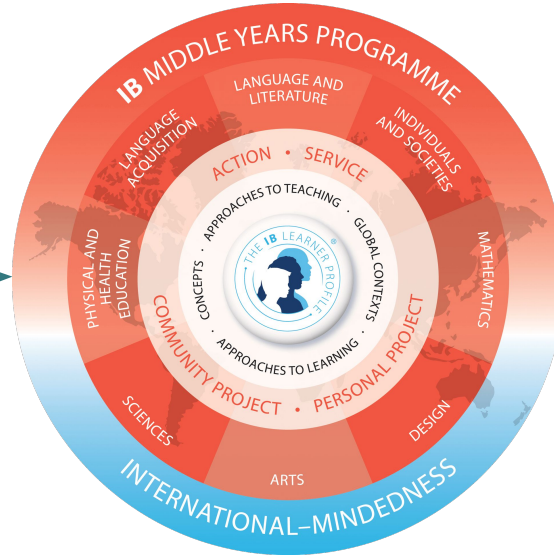 IB MIDDLE YEARS PROGRAMME
LANGUAGE AND
LITERATURE
INDIVIDUALS
AND SOCIETIES
MATHEMATICS
DESIGN
ARTS
SCIENCES
PHYSICAL AND
HEALTH
EDUCATION
LANGUAGE
ACQUISITION
ACTION • SERVICE
PERSONAL PROJECT •
COMMUNITY PROJECT
APPROACHES TO TEACHING ·
GLOBAL CONTEXTS ·
APPROACHES TO LEARNING ·
CONCEPTS ·
THE IB LEARNER PROFILE ®
INTERNATIONAL–MINDEDNESS